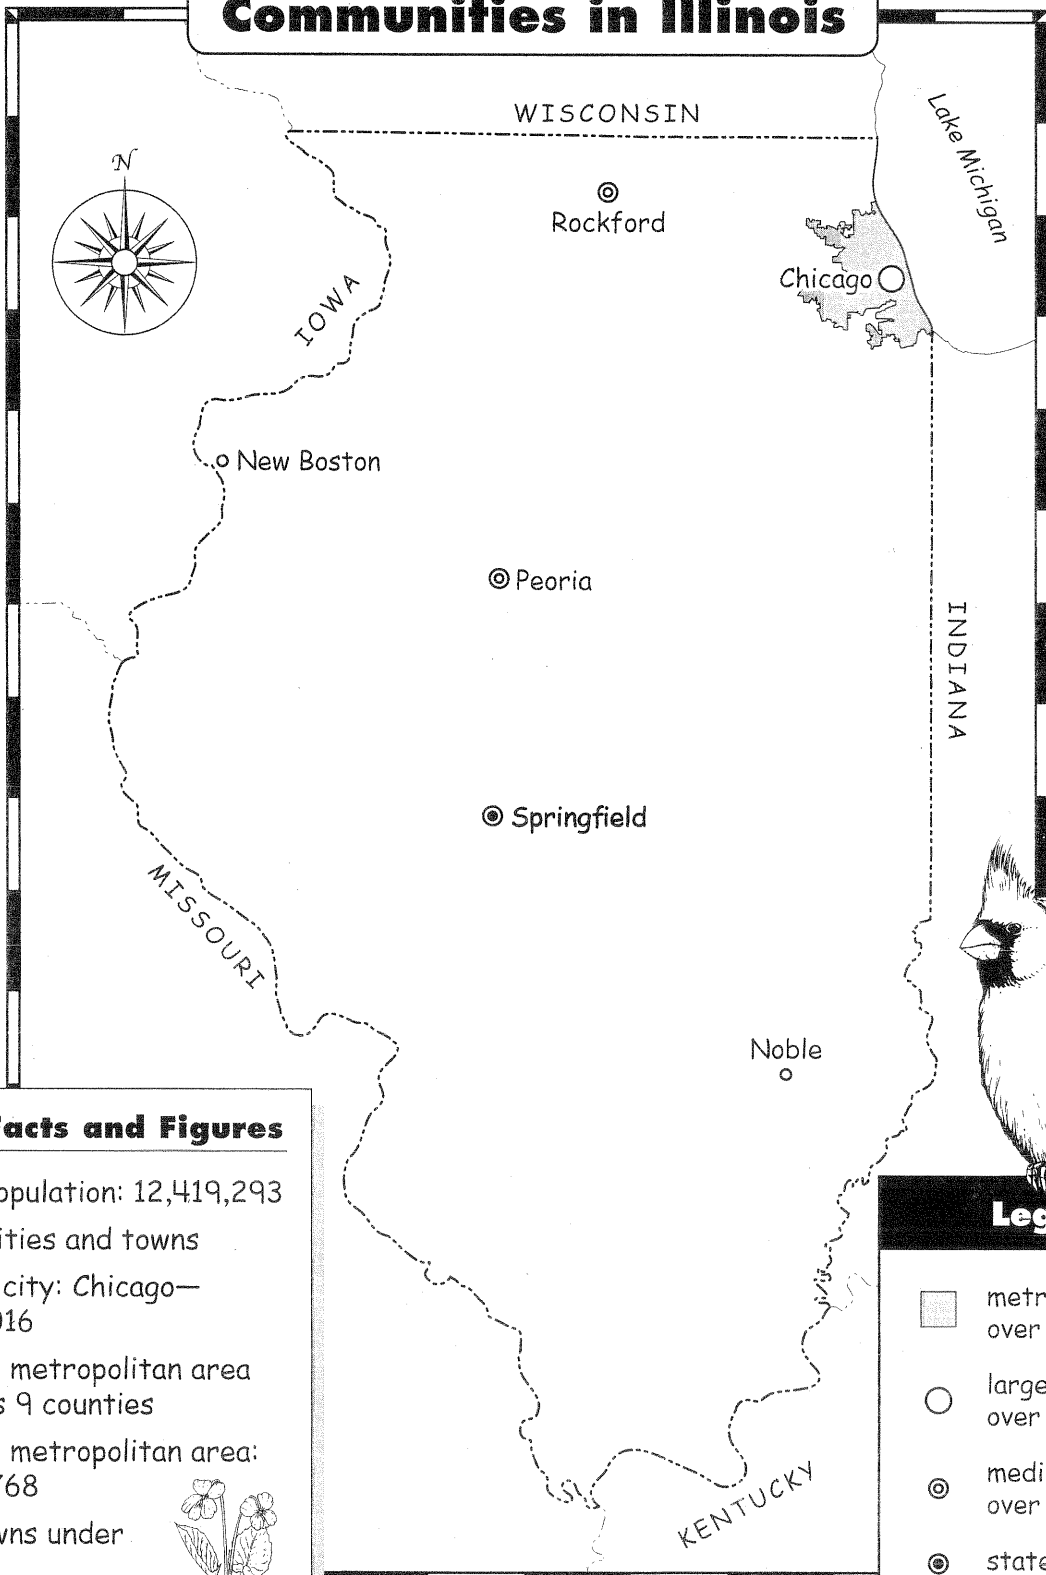 Communities in Illinois
WISCONSIN
Lake Michigan
N
Rockford
Chicago
IOWA
New Boston
Peoria
INDIANA
Springfield
MISSOURI
Noble
Facts and Figures
opulation: 12,419,293
ities and towns
city: Chicago—
016
metropolitan area
s 9 counties
metropolitan area:
768
wns under
KENTUCKY
Leg
metr
over
large
over
medi
over
state